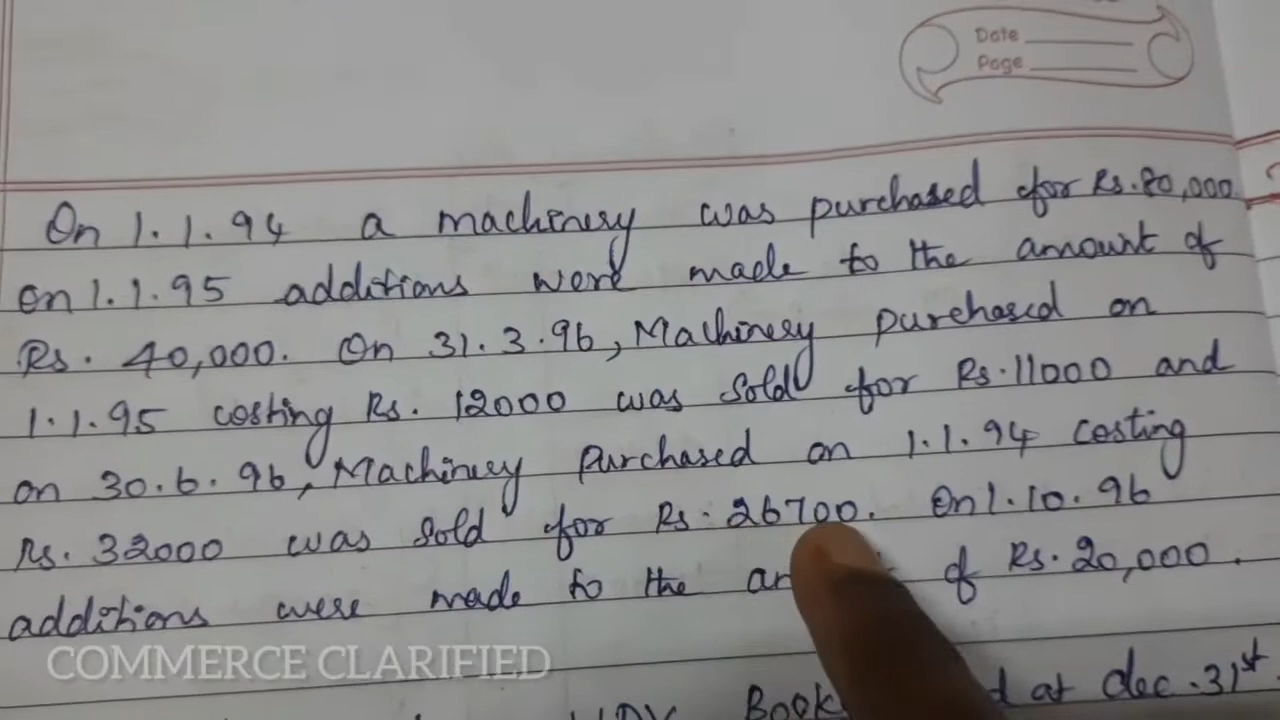 Date
Page
On 1.1.94 a machinery was purchased for Rs.80,000
on 1.1.95 additions were made to the amount of
Rs. 40,000. On 31.3.96, Machinery purchased on
1.1.95 costing Rs. 12000 was sold for Rs.11000 and
on 30.6.96, Machinery purchased on 1.1.94 costing
Rs. 32000 was sold for Rs. 26700. On 1.10.96
additions were made to the of Rs. 20,000.
COMMERCE CLARIFIED
Book at dec.31st